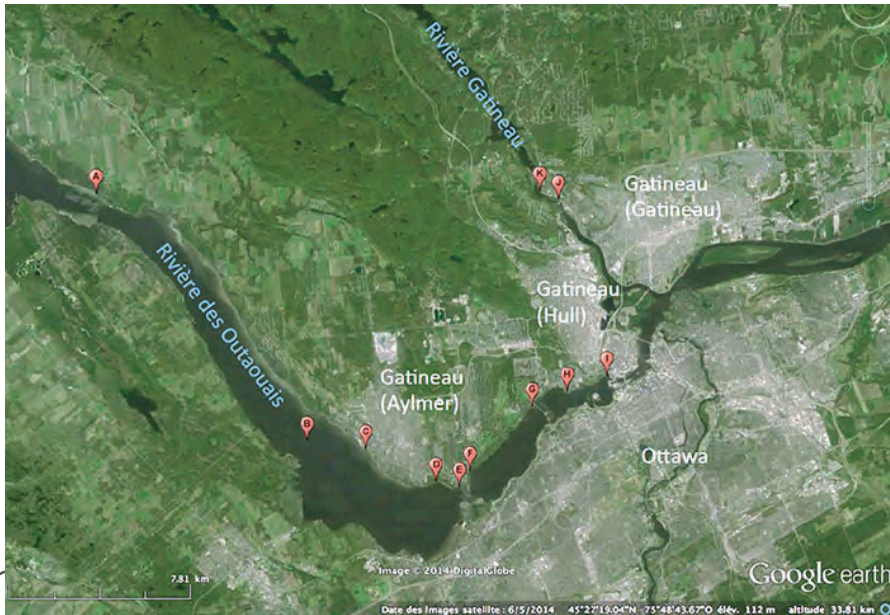 Rivière Gatineau
K
J
A
Gatineau
(Gatineau)
Rivière des Outaouais
Gatineau
(Hull)
I
H
Gatineau
(Aylmer)
G
B
C
F
D
E
Ottawa
Image © 2014 DigitalGlobe
Google earth
7.81 km
Date des images satellite : 6/5/2014 45°27'19.04"N 75°48'43.67"O élév. 112 m altitude 33.81 km